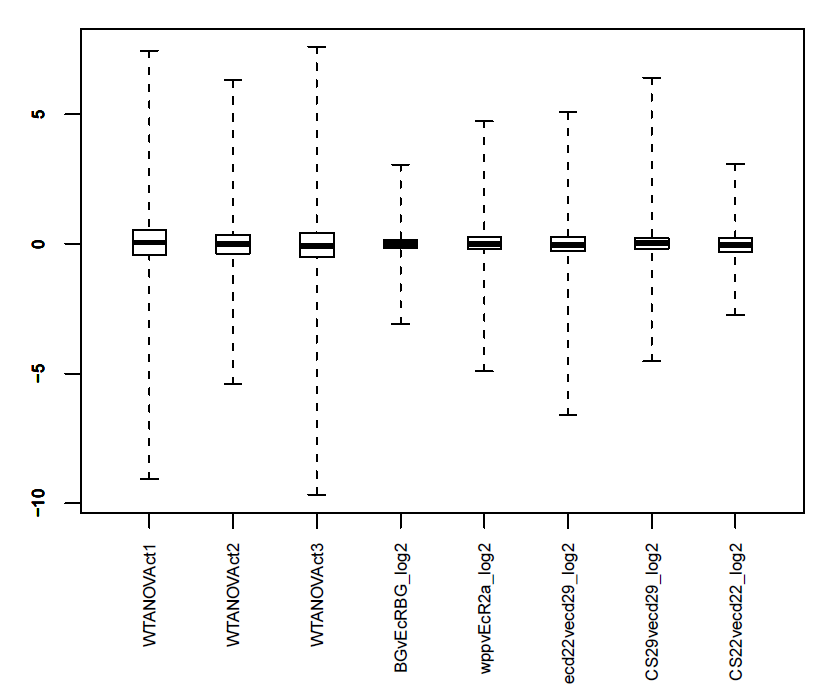 5
0
−5
−10
WTANOVAct1
WTANOVAct2
WTANOVAct3
BGvEcRBG_log2
wppvEcR2a_log2
ecd22vecd29_log2
CS29vecd29_log2
CS22vecd22_log2